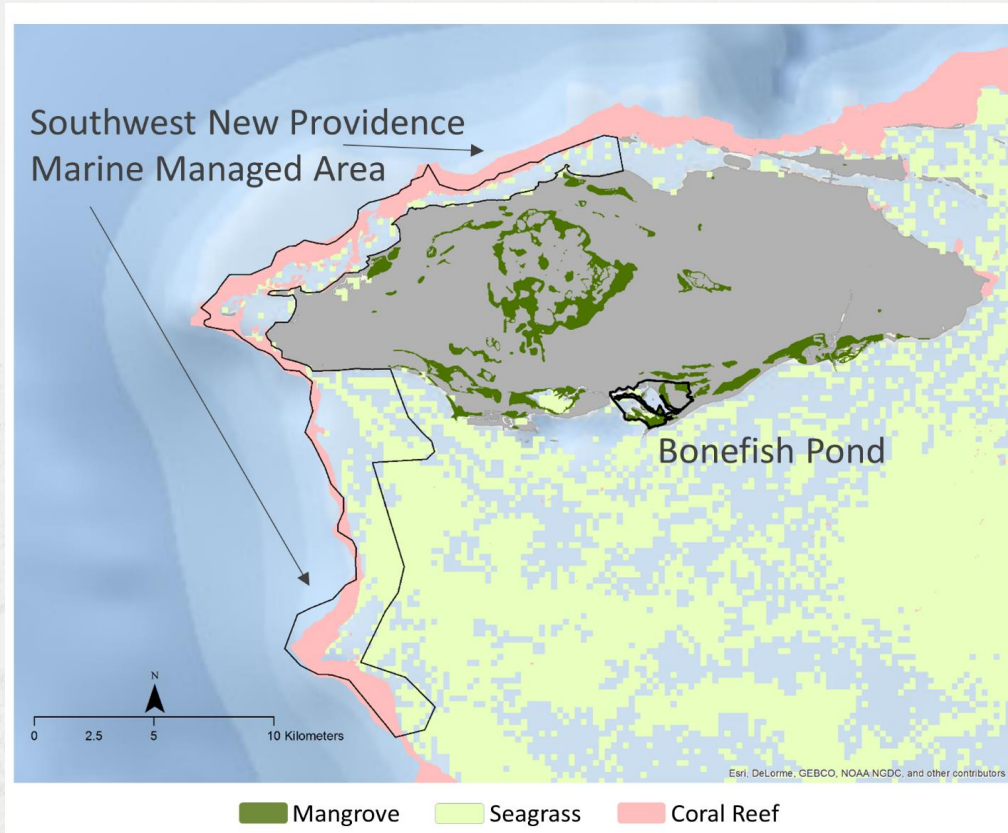 Southwest New Providence
Marine Managed Area
Bonefish Pond
N
0 2.5 5 10 Kilometers
Esri, DeLorme, GEBCO, NOAA NGDC, and other contributors
Mangrove Seagrass Coral Reef